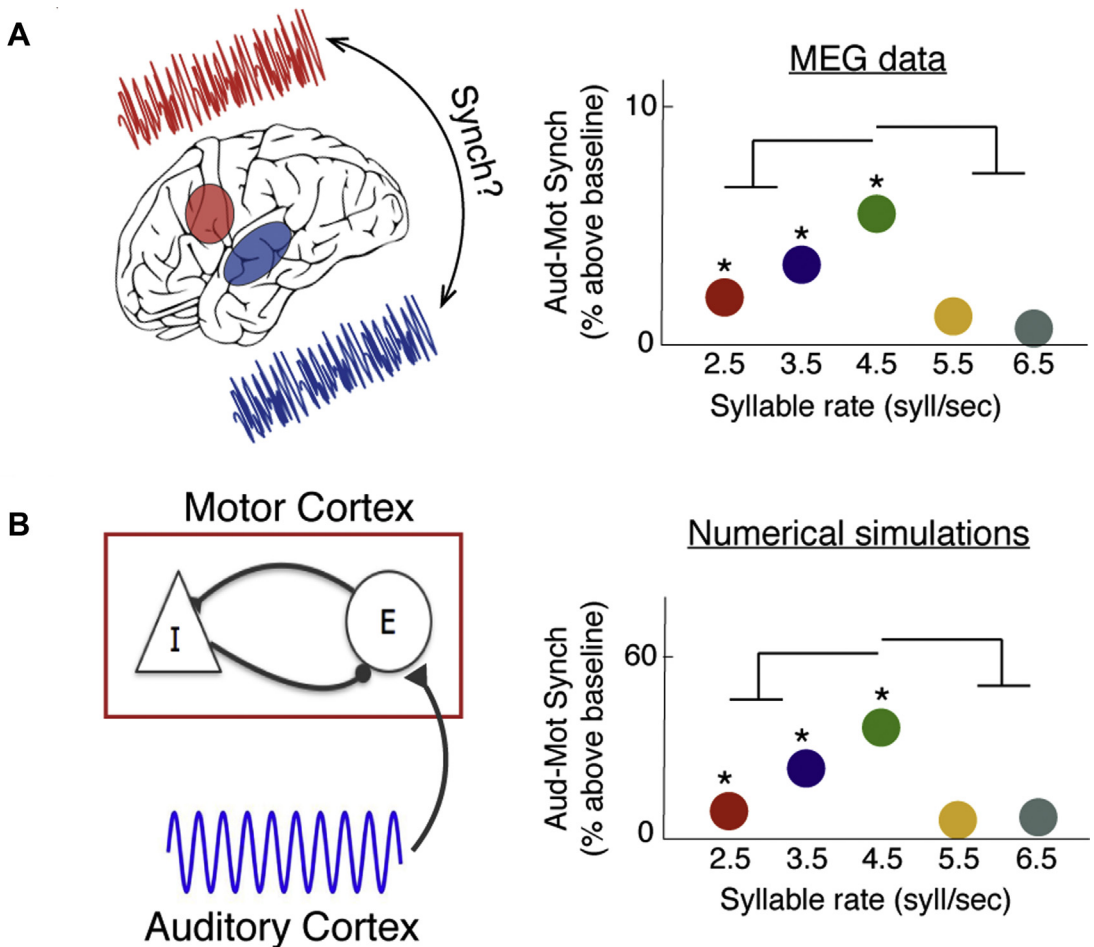 A
Synch?
MEG data
Aud-Mot Synch
(% above baseline)
10
0
* * *
2.5 3.5 4.5 5.5 6.5
Syllable rate (syll/sec)
B
Motor Cortex
I
E
Auditory Cortex
Numerical simulations
Aud-Mot Synch
(% above baseline)
60
0
* * *
2.5 3.5 4.5 5.5 6.5
Syllable rate (syll/sec)